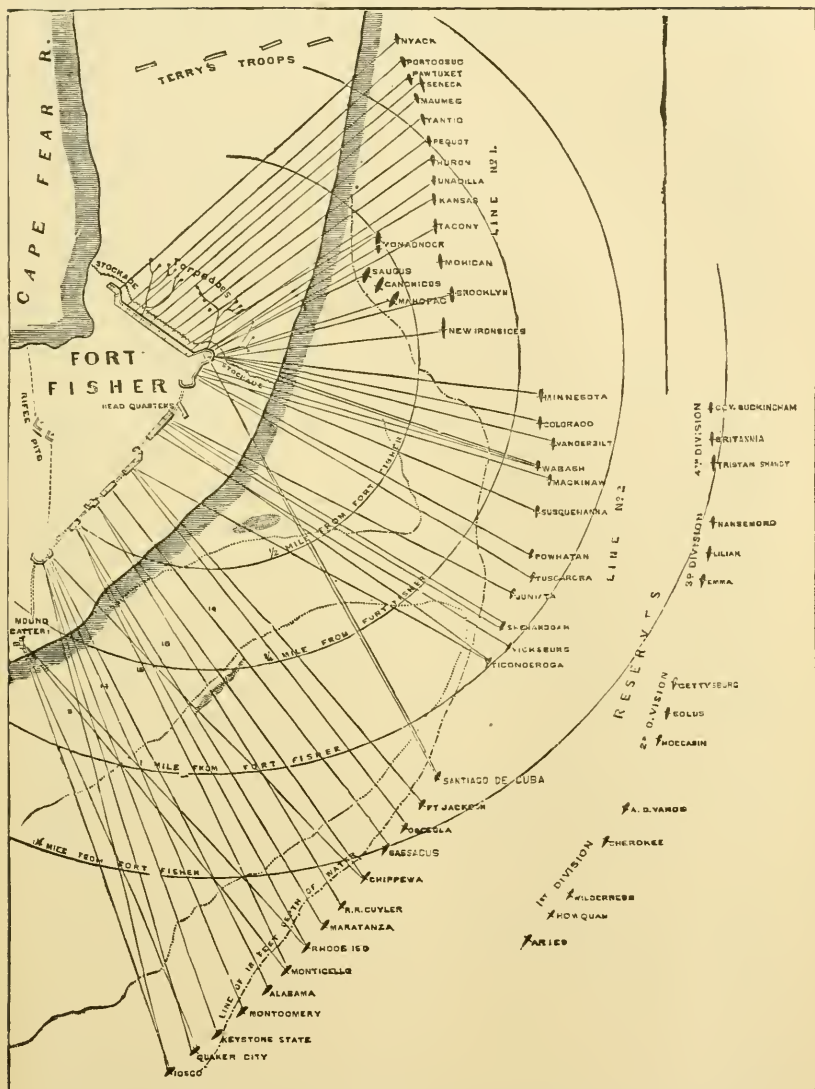 CAPE FEAR R.
TERRY'S TROOPS
NYACK
PONTOOSUC
PAWTUXET
SENECA
MAUMEE
YANTIC
PEQUOT
HURON
UNADILLA
KANSAS
TACONY
LINE Nº 1.
MONADNOCK
MOHICAN
SAUGUS
CANONICUS
MAHOPAC
BROOKLYN
NEW IRONSIDES
STOCKADE
Torpedoes
FORT
FISHER
STOCKADE
HEAD QUARTERS
RIFLE PITS
MOUND
BATTERY
MINNESOTA
COLORADO
VANDERBILT
WABASH
MACKINAW
SUSQUEHANNA
POWHATAN
TUSCARORA
JUNIATA
SHENANDOAH
VICKSBURG
TICONDEROGA
LINE Nº 2
GOV. BUCKINGHAM
BRITANNIA
TRISTAM SHANDY
4TH DIVISION
NANSEMOND
LILIAN
EMMA
3D DIVISION
RESERVES
GETTYSBURG
EOLUS
MOCCASIN
2D DIVISION
A. D. VANCE
CHEROKEE
WILDERNESS
HOWQUAH
ARIES
1ST DIVISION
½ MILE FROM FORT FISHER
¾ MILE FROM FORT FISHER
1 MILE FROM FORT FISHER
1¼ MILE FROM FORT FISHER
14
SANTIAGO DE CUBA
FT JACKSON
OSCEOLA
SASSACUS
CHIPPEWA
R.R. CUYLER
MARATANZA
RHODE ISD
MONTICELLO
ALABAMA
MONTGOMERY
KEYSTONE STATE
QUAKER CITY
IOSCO
LINE OF 18 FEET DEPTH OF WATER